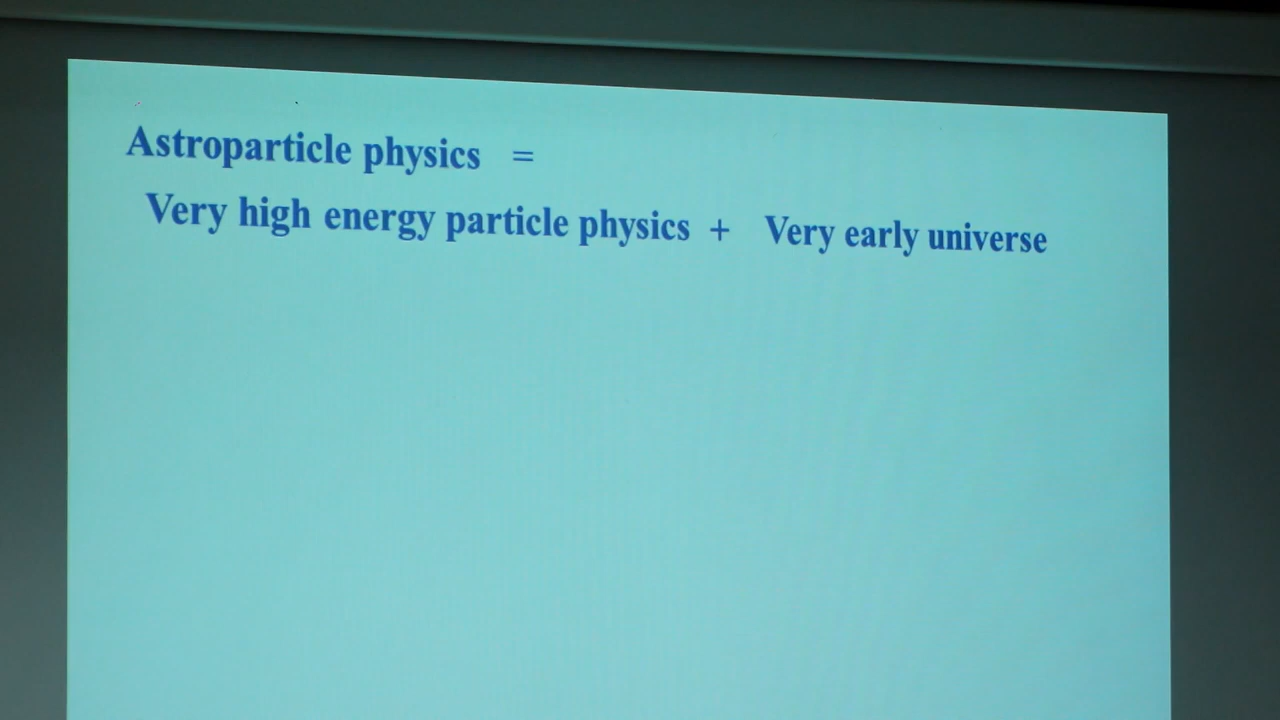 Astroparticle physics =
Very high energy particle physics + Very early universe